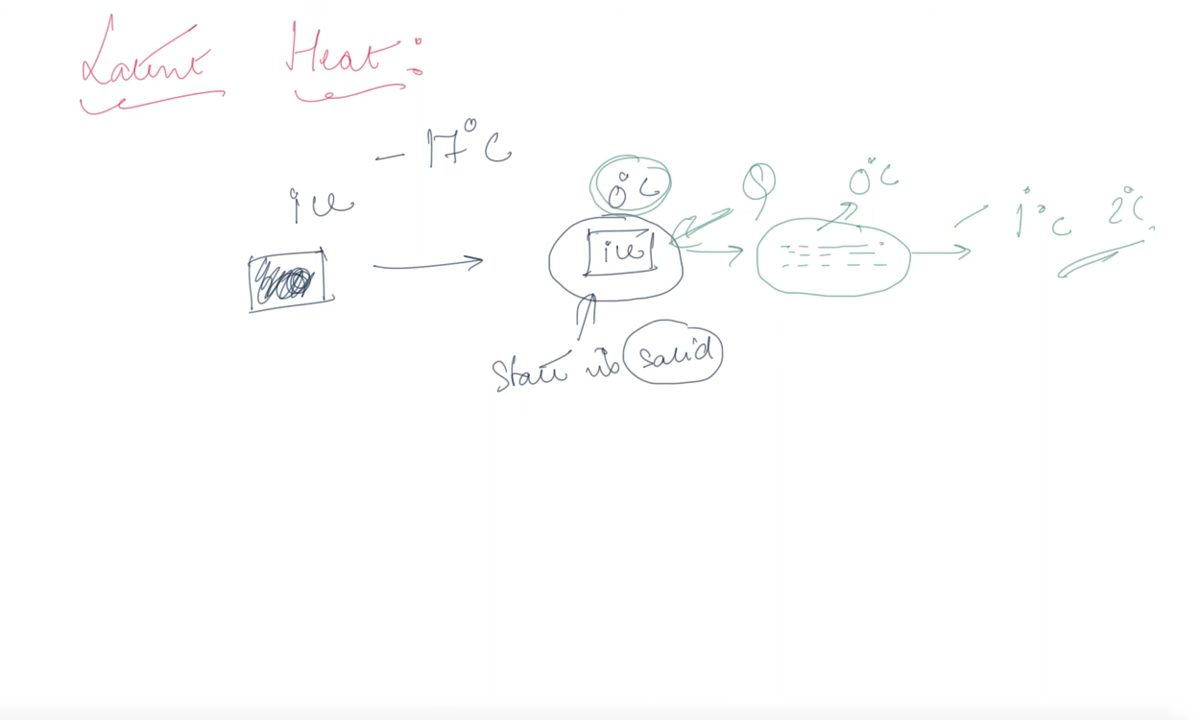 Latent Heat:
- 17°C
ice
0°C
Q
0°C
1°C 2°C
ice
State is solid